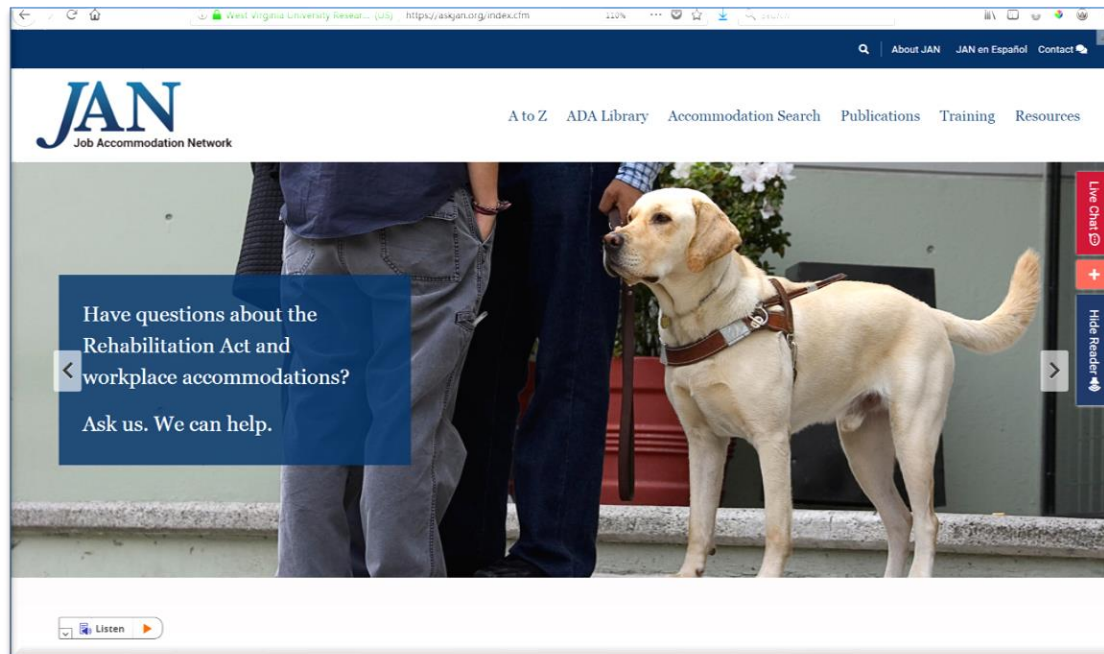 West Virginia University Resear... (US) https://askjan.org/index.cfm 110% Search
About JAN JAN en Español Contact
JAN
Job Accommodation Network
A to Z ADA Library Accommodation Search Publications Training Resources
Live Chat
Hide Reader
Have questions about the
Rehabilitation Act and
workplace accommodations?
Ask us. We can help.
Listen